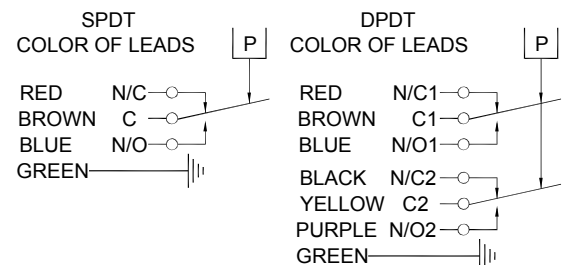 SPDT
COLOR OF LEADS
P
RED N/C
BROWN C
BLUE N/O
GREEN
DPDT
COLOR OF LEADS
P
RED N/C1
BROWN C1
BLUE N/O1
BLACK N/C2
YELLOW C2
PURPLE N/O2
GREEN